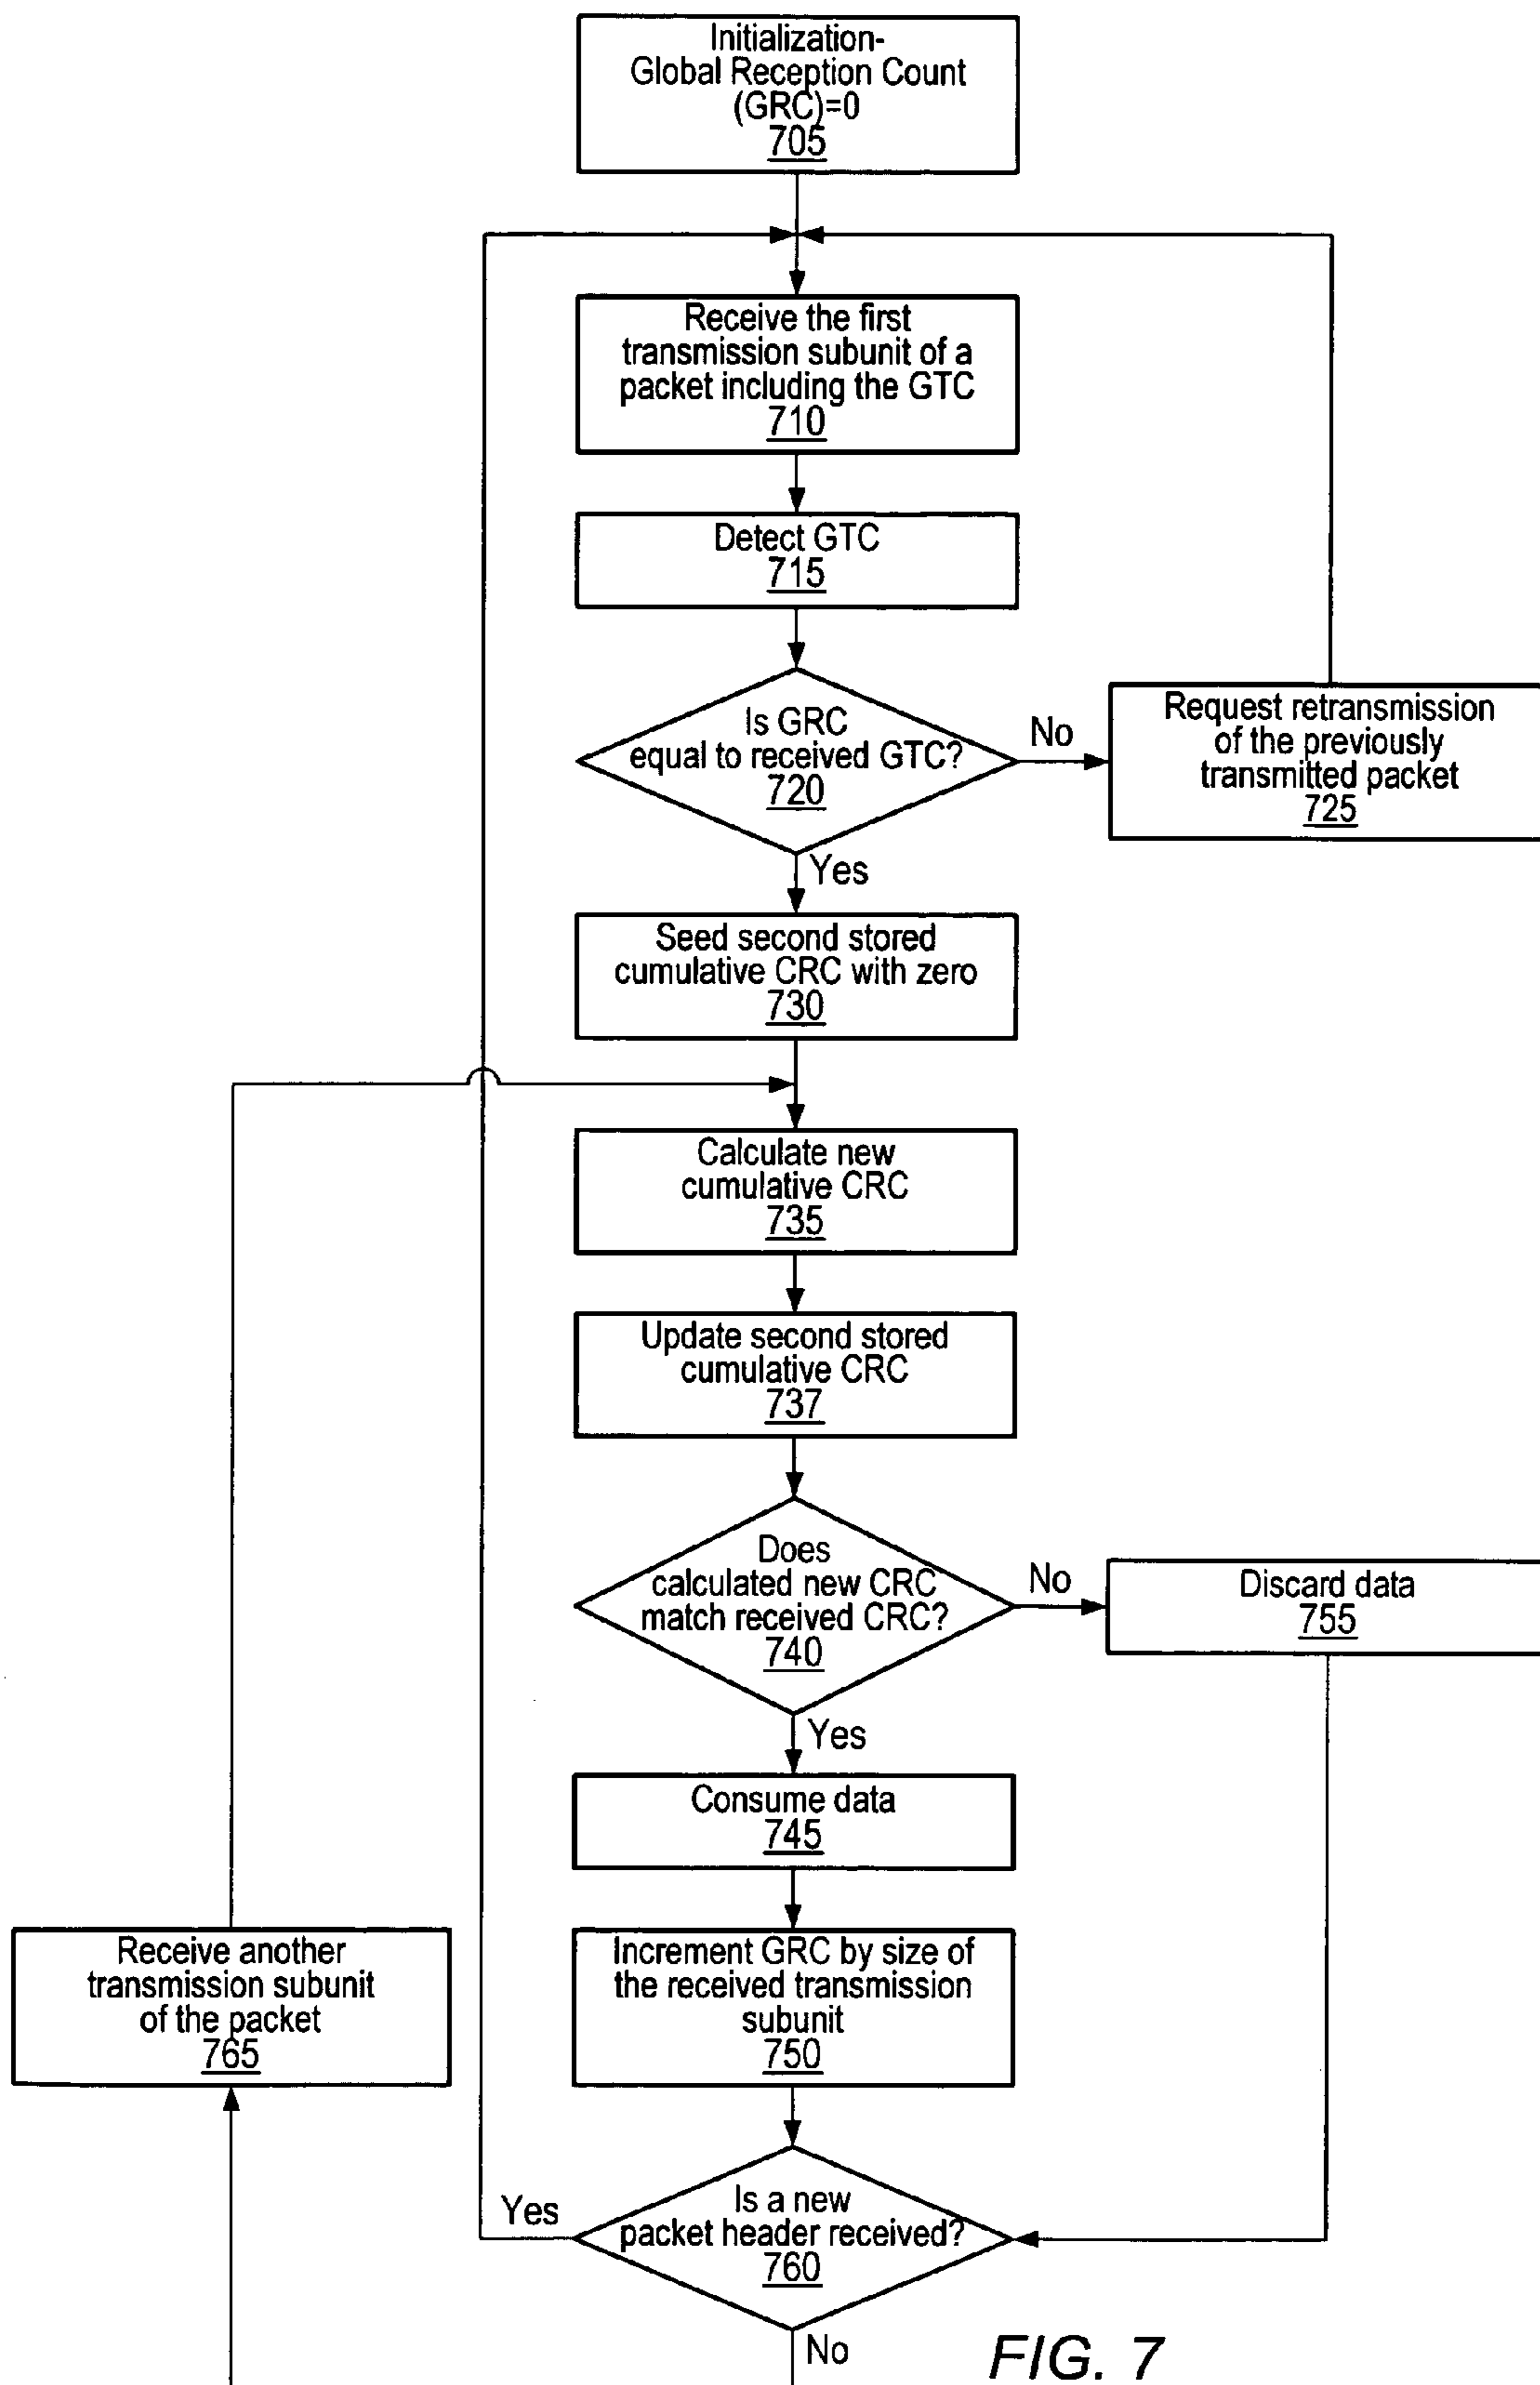 Initialization-
Global Reception Count
(GRC)=0
705
Receive the first
transmission subunit of a
packet including the GTC
710
Detect GTC
715
Is GRC
equal to received GTC?
720
No
Request retransmission
of the previously
transmitted packet
725
Yes
Seed second stored
cumulative CRC with zero
730
Calculate new
cumulative CRC
735
Update second stored
cumulative CRC
737
Does
calculated new CRC
match received CRC?
740
No
Discard data
755
Yes
Consume data
745
Receive another
transmission subunit
of the packet
765
Increment GRC by size of
the received transmission
subunit
750
Yes
Is a new
packet header received?
760
No
FIG. 7